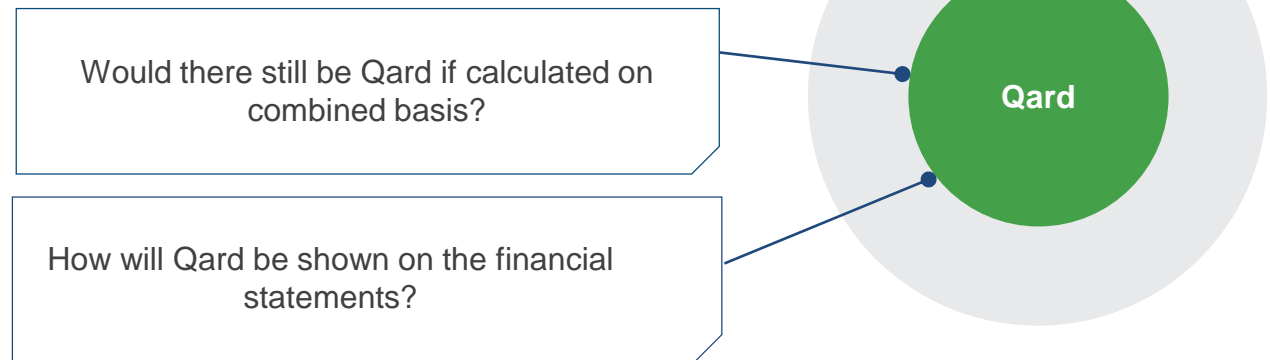 Would there still be Qard if calculated on
combined basis?
Qard
How will Qard be shown on the financial
statements?